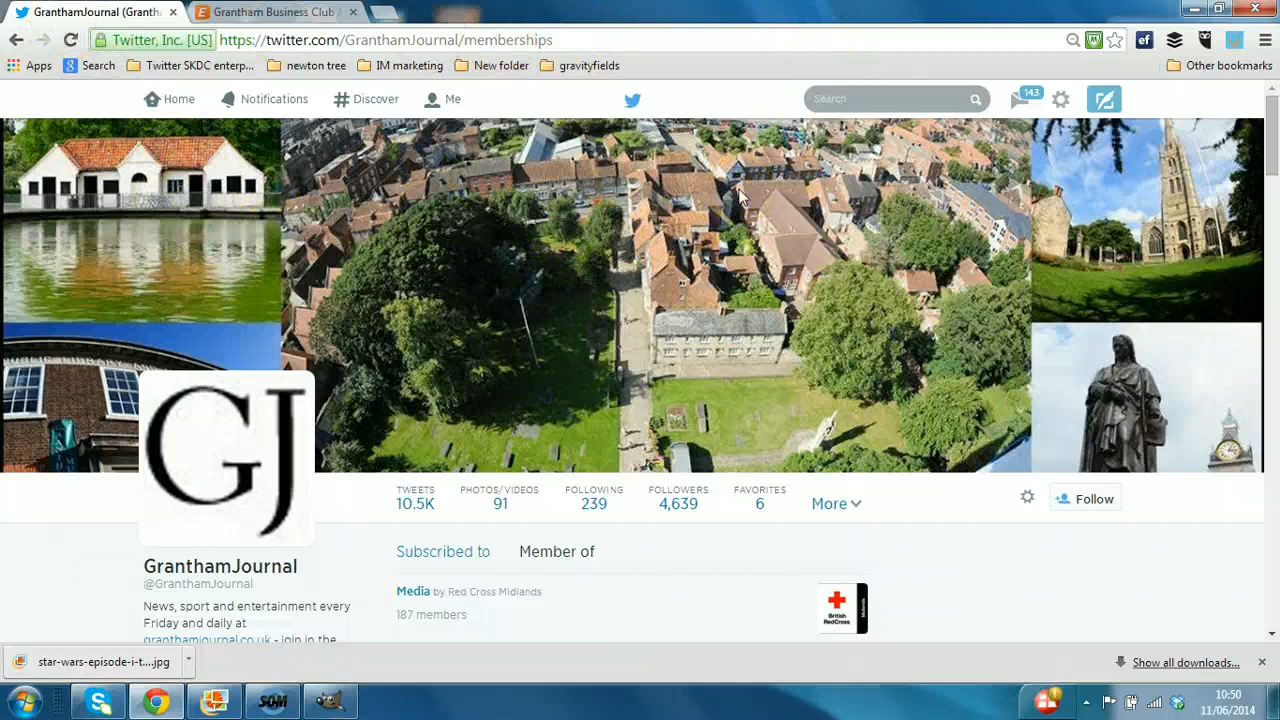 GranthamJournal (Granth
Grantham Business Club J
Twitter, Inc. [US]
https://twitter.com/GranthamJournal/memberships
Apps
Search
Twitter SKDC enterp...
newton tree
IM marketing
New folder
gravityfields
Other bookmarks
Home
Notifications
Discover
Me
Search
143
GJ
TWEETS
10.5K
PHOTOS/VIDEOS
91
FOLLOWING
239
FOLLOWERS
4,639
FAVORITES
6
More
Follow
GranthamJournal
@GranthamJournal
News, sport and entertainment every
Friday and daily at
granthamjournal.co.uk - join in the
Subscribed to
Member of
Media by Red Cross Midlands
187 members
British
RedCross
Midlands
star-wars-episode-i-t....jpg
Show all downloads...
SOM
10:50
11/06/2014